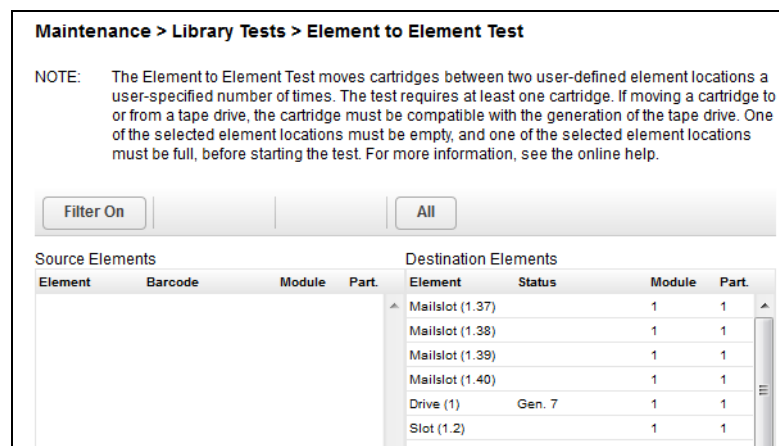 Maintenance > Library Tests > Element to Element Test
NOTE: The Element to Element Test moves cartridges between two user-defined element locations a
user-specified number of times. The test requires at least one cartridge. If moving a cartridge to
or from a tape drive, the cartridge must be compatible with the generation of the tape drive. One
of the selected element locations must be empty, and one of the selected element locations
must be full, before starting the test. For more information, see the online help.
Filter On All
Source Elements Destination Elements
Element Barcode Module Part. Element Status Module Part.
Mailslot (1.37) 1 1
Mailslot (1.38) 1 1
Mailslot (1.39) 1 1
Mailslot (1.40) 1 1
Drive (1) Gen. 7 1 1
Slot (1.2) 1 1